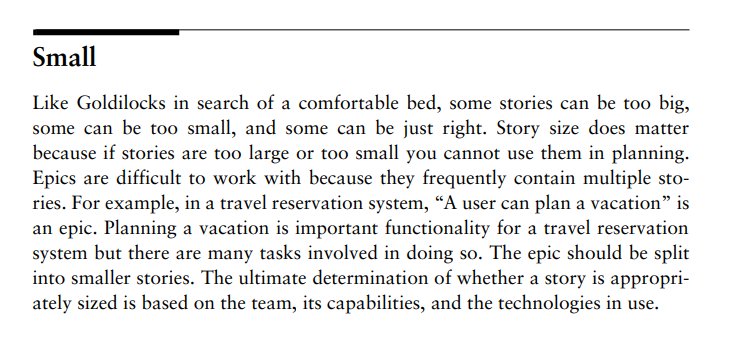 Small
Like Goldilocks in search of a comfortable bed, some stories can be too big,
some can be too small, and some can be just right. Story size does matter
because if stories are too large or too small you cannot use them in planning.
Epics are difficult to work with because they frequently contain multiple sto-
ries. For example, in a travel reservation system, “A user can plan a vacation” is
an epic. Planning a vacation is important functionality for a travel reservation
system but there are many tasks involved in doing so. The epic should be split
into smaller stories. The ultimate determination of whether a story is appropri-
ately sized is based on the team, its capabilities, and the technologies in use.